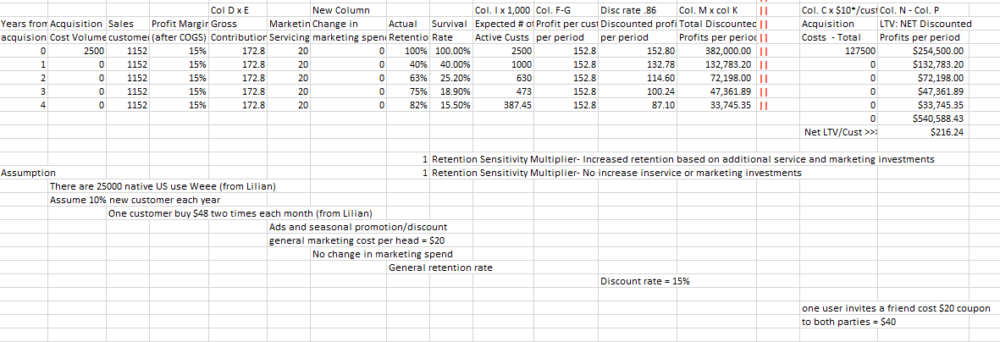 Col D x E New Column Col. I x 1,000 Col. F-G Disc rate .86 Col. M x col K || Col. C x $10*/cust Col. N - Col. P
Years from Acquisition Sales Profit Margin Gross Marketin Change in Actual Survival Expected # of Profit per cust Discounted profi Total Discounted || Acquisition LTV: NET Discounted
acquision Cost Volume customer (after COGS) Contribution Servicing marketing spend Retentio Rate Active Custs per period per period Profits per period || Costs - Total Profits per period
0 2500 1152 15% 172.8 20 0 100% 100.00% 2500 152.8 152.80 382,000.00 || 127500 $254,500.00
1 0 1152 15% 172.8 20 0 40% 40.00% 1000 152.8 132.78 132,783.20 || 0 $132,783.20
2 0 1152 15% 172.8 20 0 63% 25.20% 630 152.8 114.60 72,198.00 || 0 $72,198.00
3 0 1152 15% 172.8 20 0 75% 18.90% 473 152.8 100.24 47,361.89 || 0 $47,361.89
4 0 1152 15% 172.8 20 0 82% 15.50% 387.45 152.8 87.10 33,745.35 || 0 $33,745.35
0 $540,588.43
Net LTV/Cust >>> $216.24
1 Retention Sensitivity Multiplier- Increased retention based on additional service and marketing investments
Assumption 1 Retention Sensitivity Multiplier- No increase inservice or marketing investments
There are 25000 native US use Weee (from Lilian)
Assume 10% new customer each year
One customer buy $48 two times each month (from Lilian)
Ads and seasonal promotion/discount
general marketing cost per head = $20
No change in marketing spend
General retention rate
Discount rate = 15%
one user invites a friend cost $20 coupon
to both parties = $40